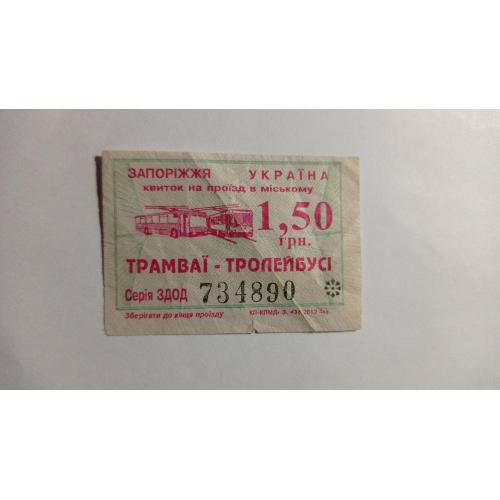 ЗАПОРІЖЖЯ УКРАЇНА
квиток на проїзд в міському
1,50
грн.
ТРАМВАЇ - ТРОЛЕЙБУСІ
Серія ЗДОД 734890
Зберігати до кінця проїзду